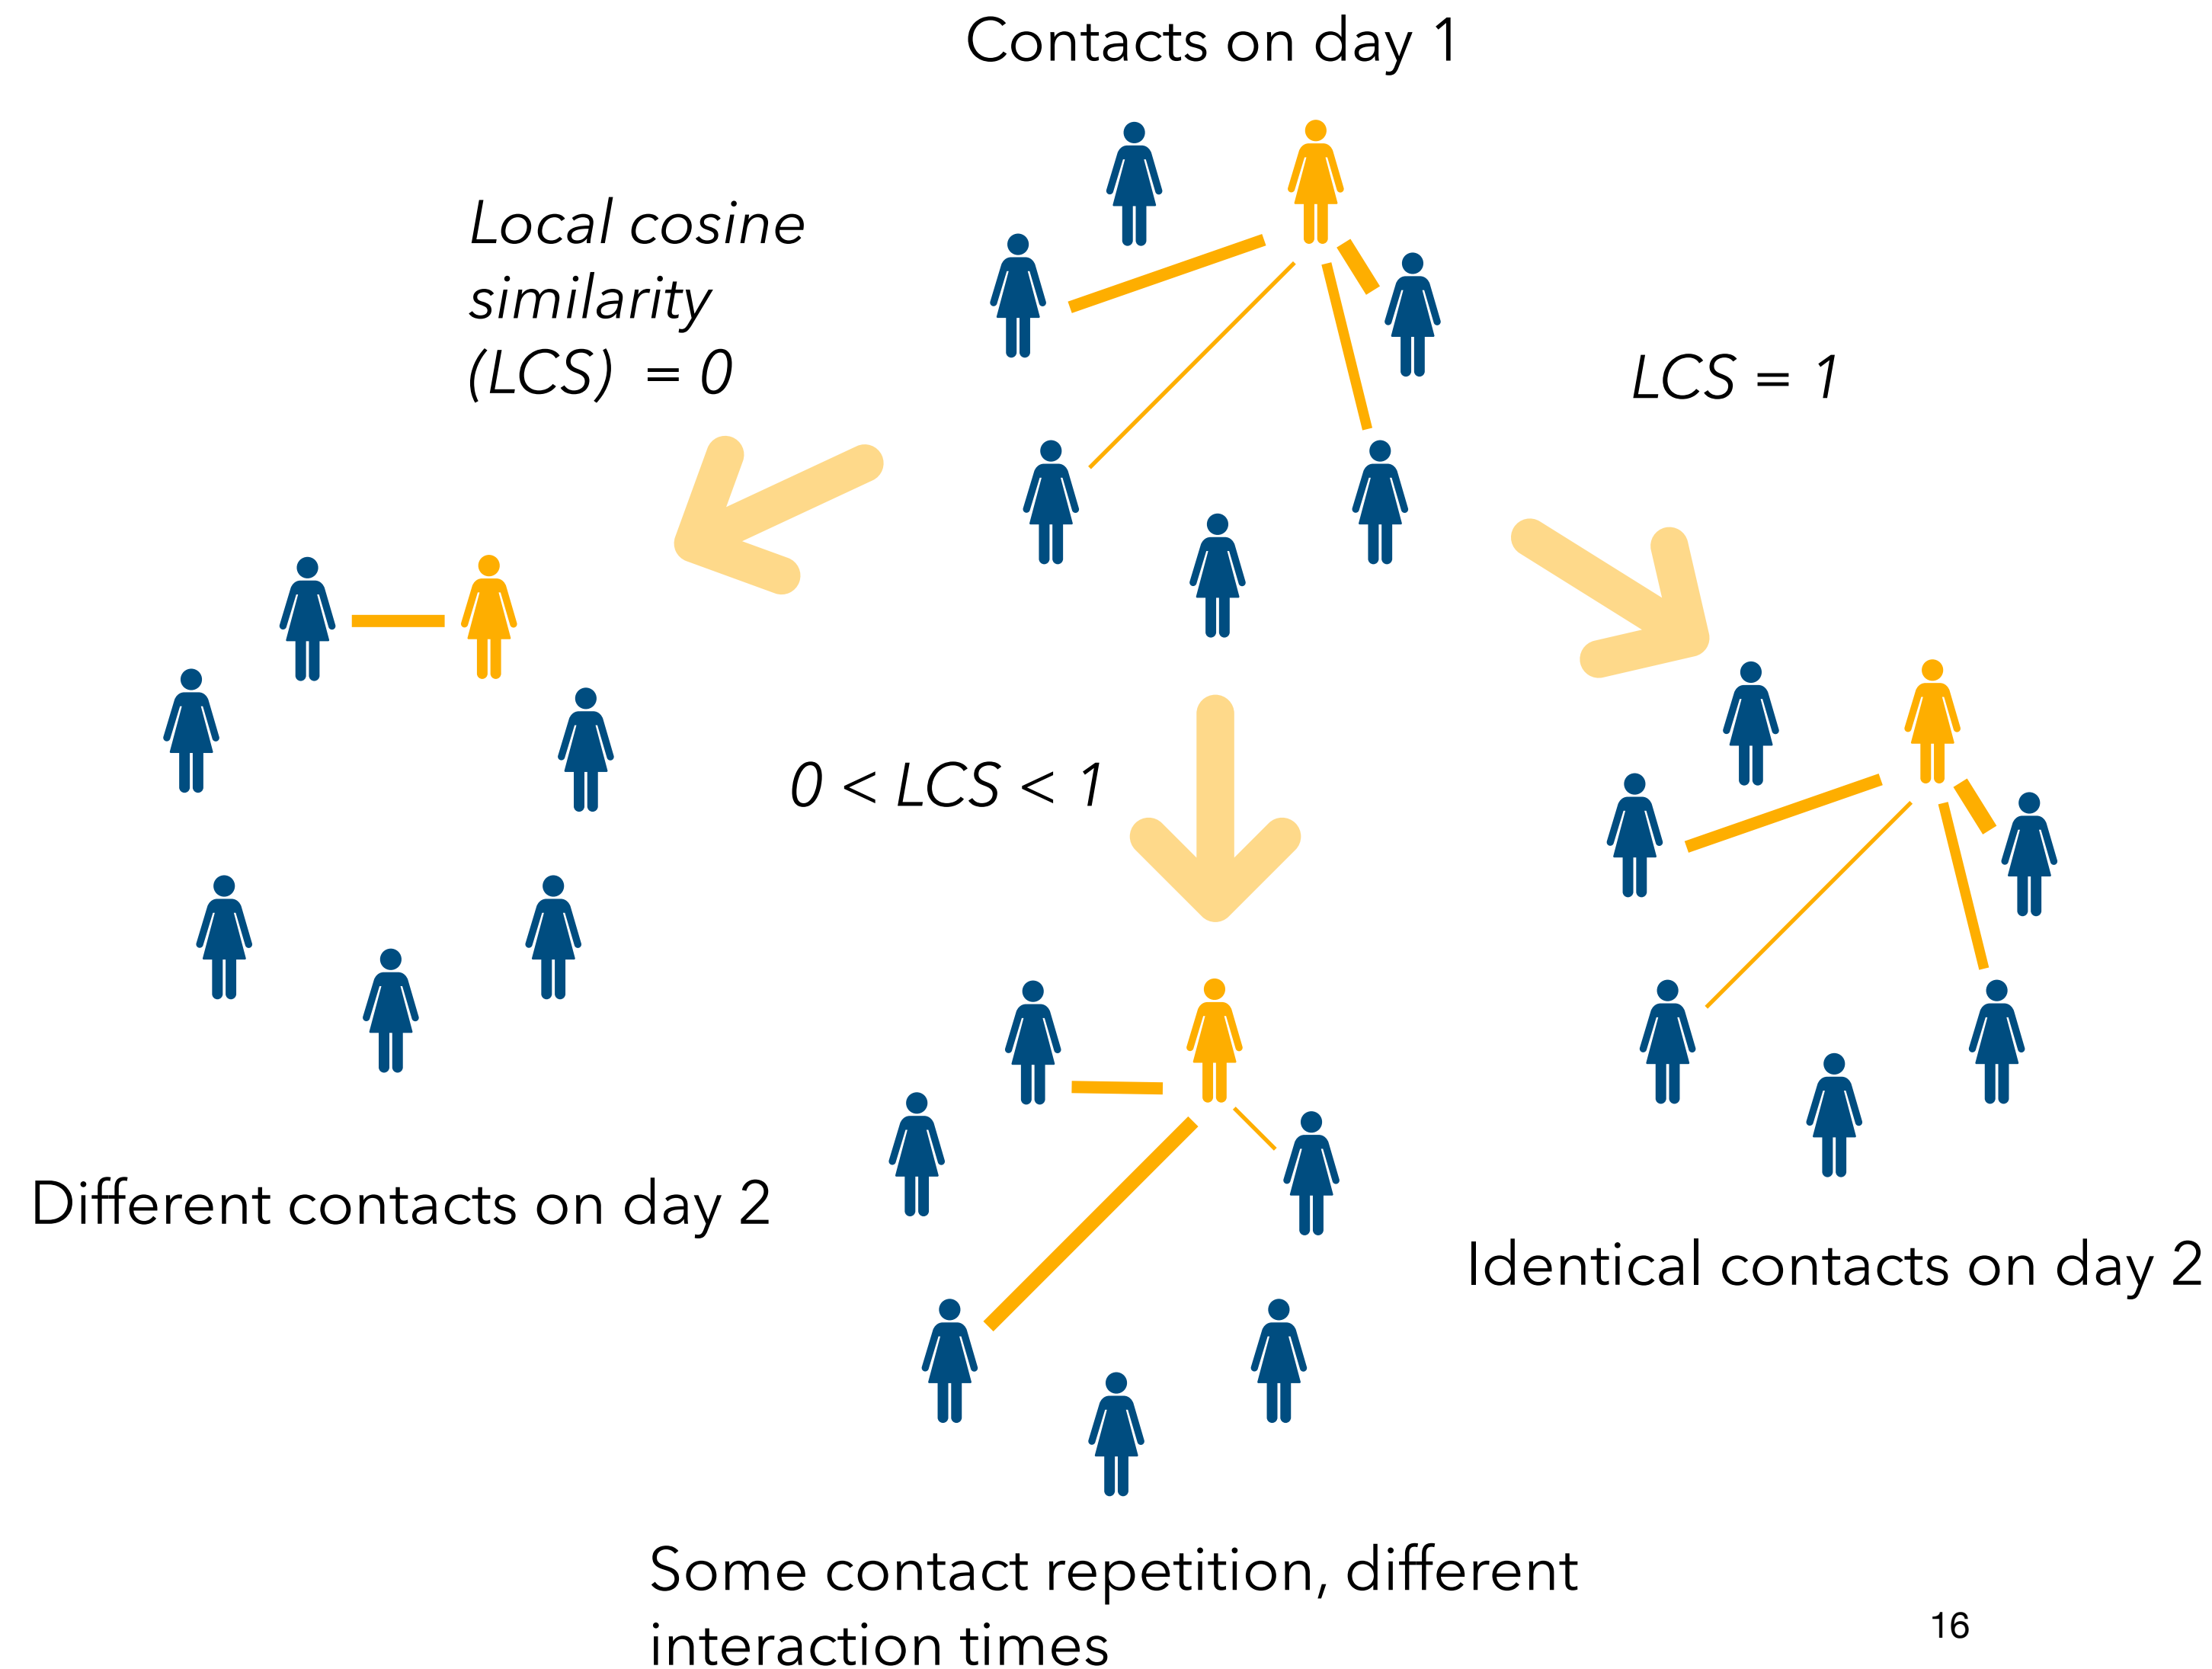 Contacts on day 1
Local cosine
similarity
(LCS) = 0
LCS = 1
0 < LCS < 1
Different contacts on day 2
Identical contacts on day 2
Some contact repetition, different
interaction times
16